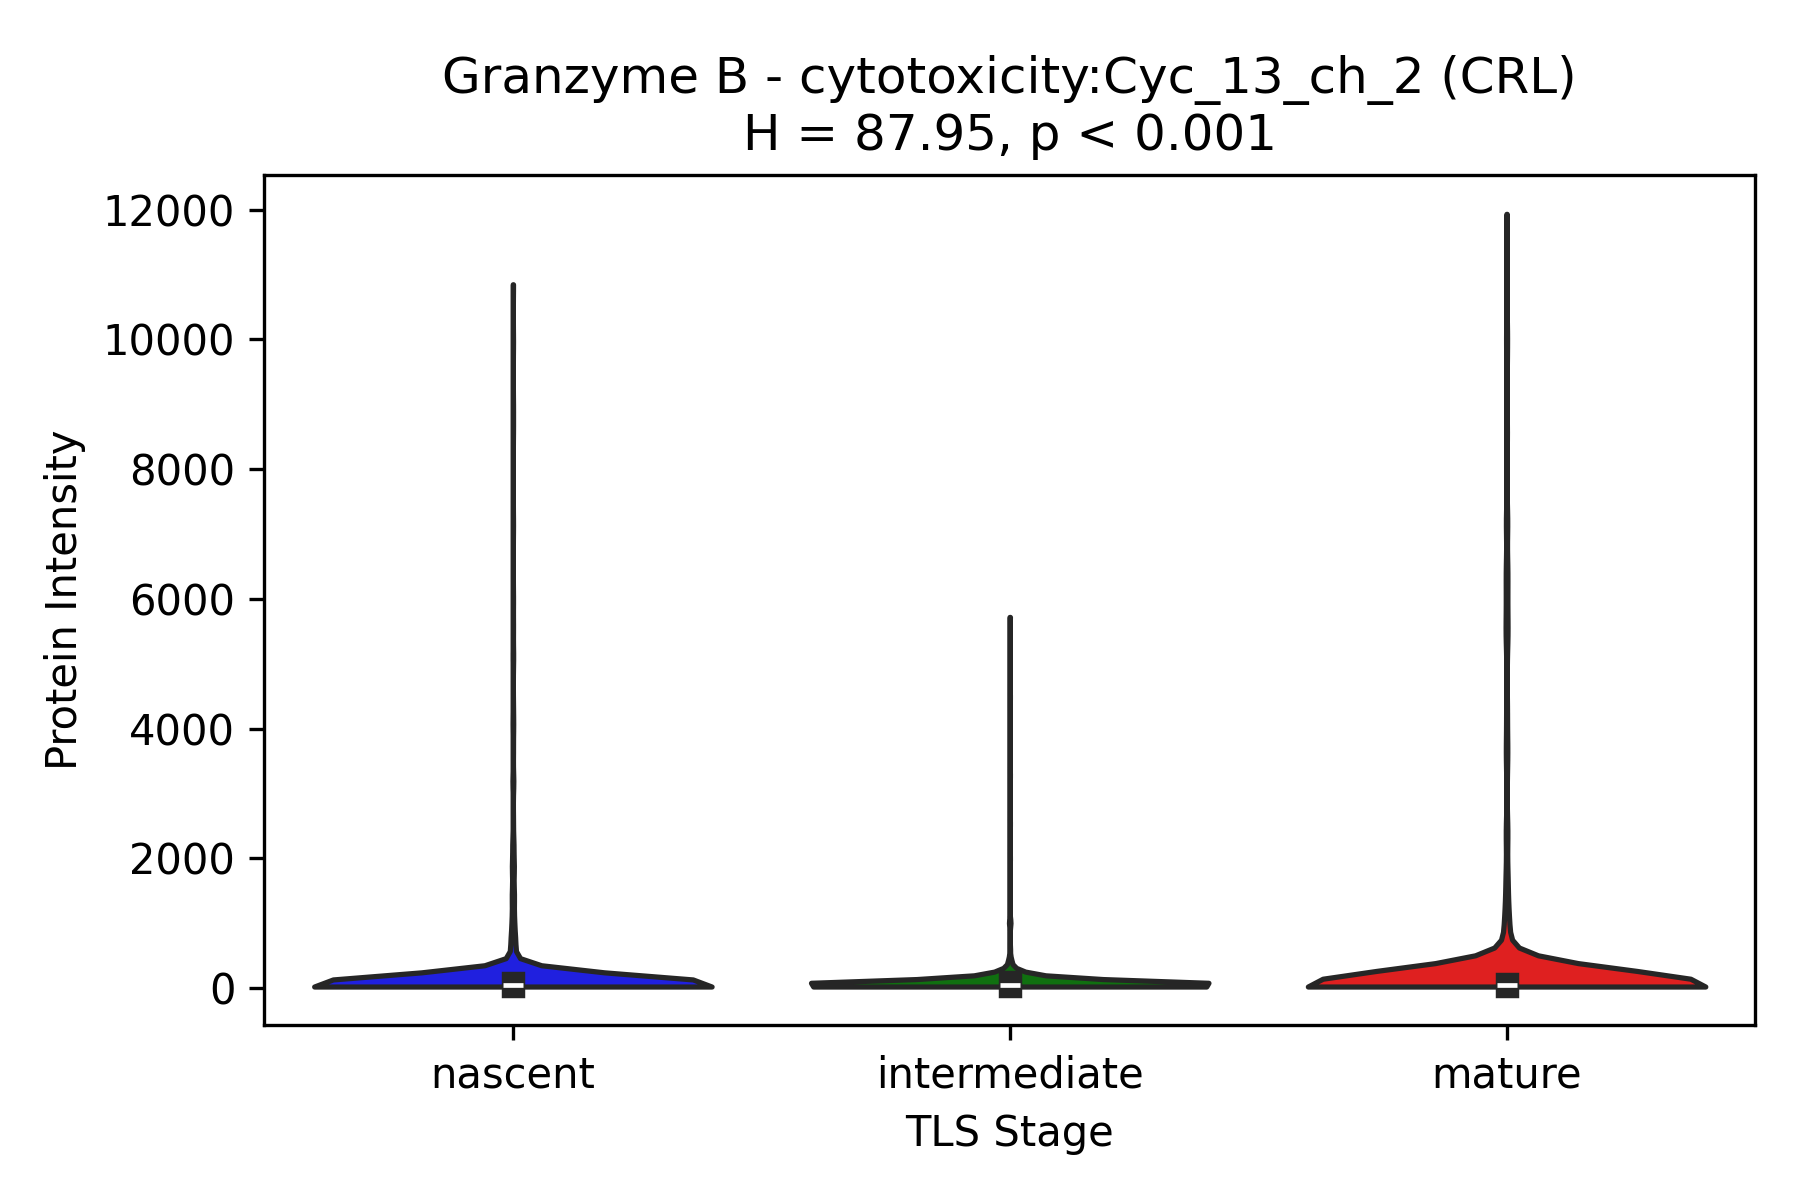 Granzyme B - cytotoxicity:Cyc_13_ch_2 (CRL)
H = 87.95, p < 0.001
12000
10000
8000
6000
4000
2000
0
Protein Intensity
nascent
intermediate
mature
TLS Stage